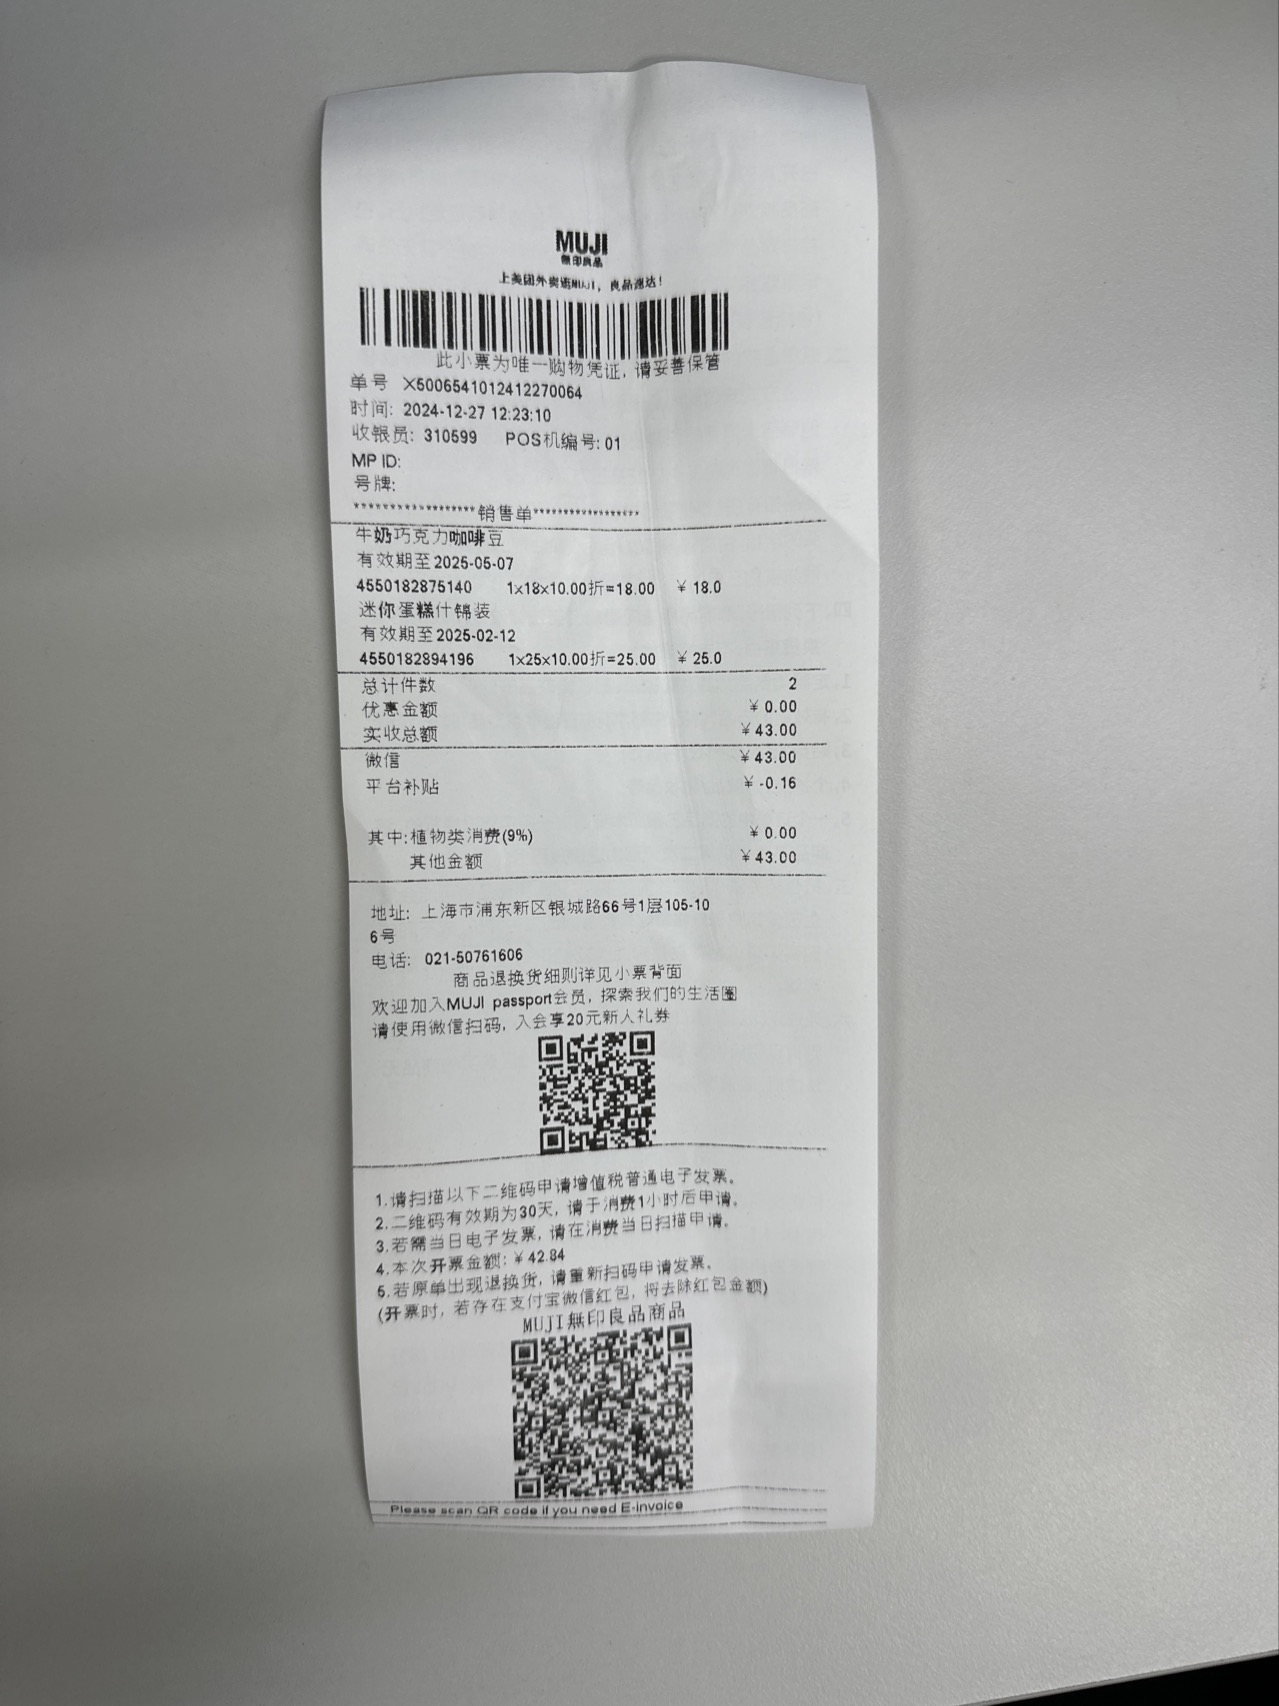 MUJI
無印良品
上美团外卖逛MUJI，良品速达！
此小票为唯一购物凭证, 请妥善保管
单号 X5006541012412270064
时间: 2024-12-27 12:23:10
收银员: 310599 POS机编号: 01
MP ID:
号牌:
********************销售单******************
牛奶巧克力咖啡豆
有效期至2025-05-07
4550182875140 1x18x10.00折=18.00 ￥ 18.0
迷你蛋糕什锦装
有效期至2025-02-12
4550182894196 1x25x10.00折=25.00 ￥ 25.0
总计件数 2
优惠金额 ￥ 0.00
实收总额 ￥ 43.00
微信 ￥ 43.00
平台补贴 ￥ -0.16
其中:植物类消费(9%) ￥ 0.00
其他金额 ￥ 43.00
地址: 上海市浦东新区银城路66号1层105-10
6号
电话: 021-50761606
商品退换货细则详见小票背面
欢迎加入MUJI passport会员, 探索我们的生活圈
请使用微信扫码, 入会享20元新人礼券
1.请扫描以下二维码申请增值税普通电子发票。
2.二维码有效期为30天, 请于消费1小时后申请。
3.若需当日电子发票, 请在消费当日扫描申请。
4.本次开票金额: ￥ 42.84
5.若原单出现退换货, 请重新扫码申请发票。
(开票时, 若存在支付宝微信红包, 将去除红包金额)
MUJI無印良品商品
Please scan QR code if you need E-invoice